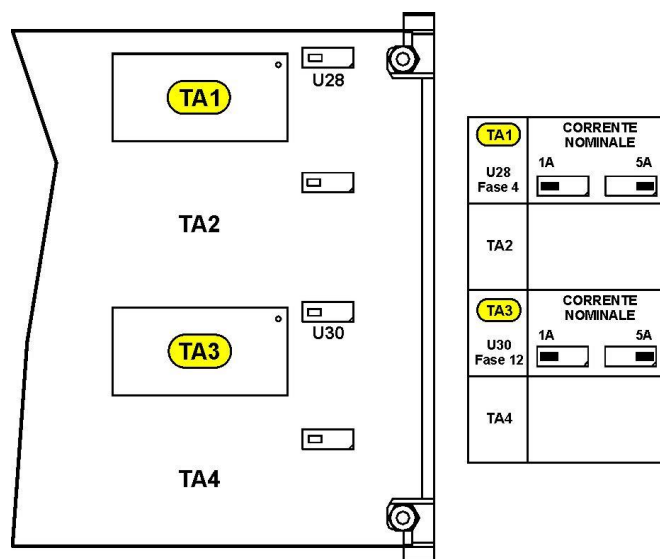 TA1
U28
TA2
TA3
U30
TA4
TA1
CORRENTE
NOMINALE
U28
Fase 4
1A
5A
TA2
TA3
CORRENTE
NOMINALE
U30
Fase 12
1A
5A
TA4